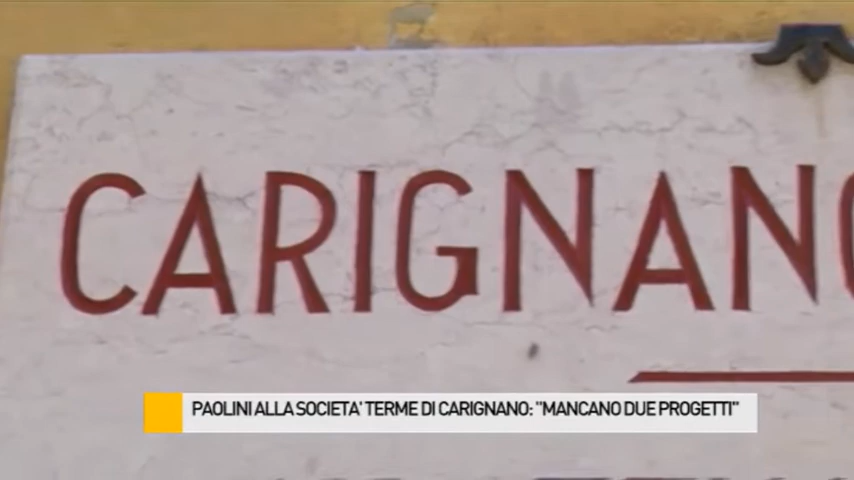 CARIGNANO
PAOLINI ALLA SOCIETA' TERME DI CARIGNANO: "MANCANO DUE PROGETTI"